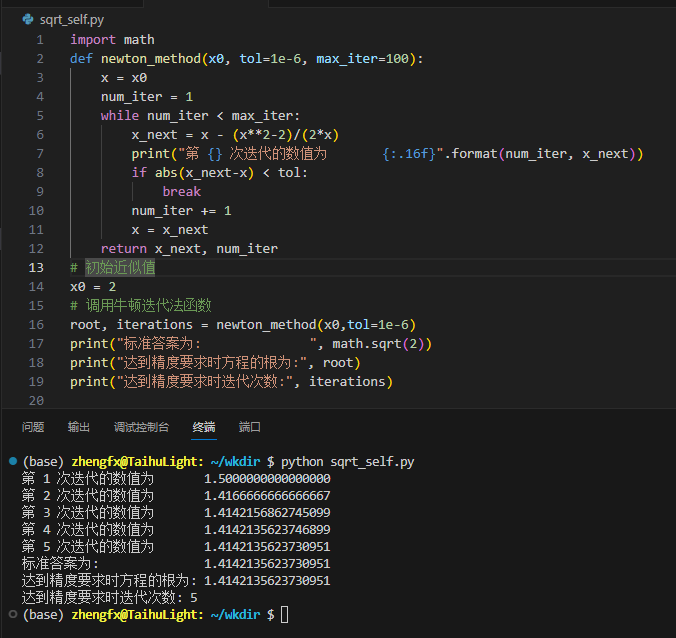 sqrt_self.py
1 import math
2 def newton_method(x0, tol=1e-6, max_iter=100):
3     x = x0
4     num_iter = 1
5     while num_iter < max_iter:
6         x_next = x - (x**2-2)/(2*x)
7         print("第 {} 次迭代的数值为       {:.16f}".format(num_iter, x_next))
8         if abs(x_next-x) < tol:
9             break
10         num_iter += 1
11         x = x_next
12     return x_next, num_iter
13 # 初始近似值
14 x0 = 2
15 # 调用牛顿迭代法函数
16 root, iterations = newton_method(x0,tol=1e-6)
17 print("标准答案为:              ", math.sqrt(2))
18 print("达到精度要求时方程的根为:", root)
19 print("达到精度要求时迭代次数:", iterations)
20
问题 输出 调试控制台 终端 端口
(base) zhengfx@TaihuLight: ~/wkdir $ python sqrt_self.py
第 1 次迭代的数值为       1.5000000000000000
第 2 次迭代的数值为       1.4166666666666667
第 3 次迭代的数值为       1.4142156862745099
第 4 次迭代的数值为       1.4142135623746899
第 5 次迭代的数值为       1.4142135623730951
标准答案为:               1.4142135623730951
达到精度要求时方程的根为: 1.4142135623730951
达到精度要求时迭代次数: 5
(base) zhengfx@TaihuLight: ~/wkdir $